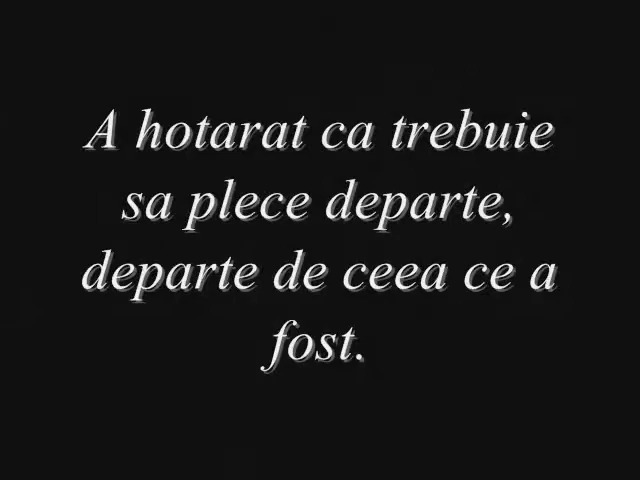 A hotarat ca trebuie
sa plece departe,
departe de ceea ce a
fost.